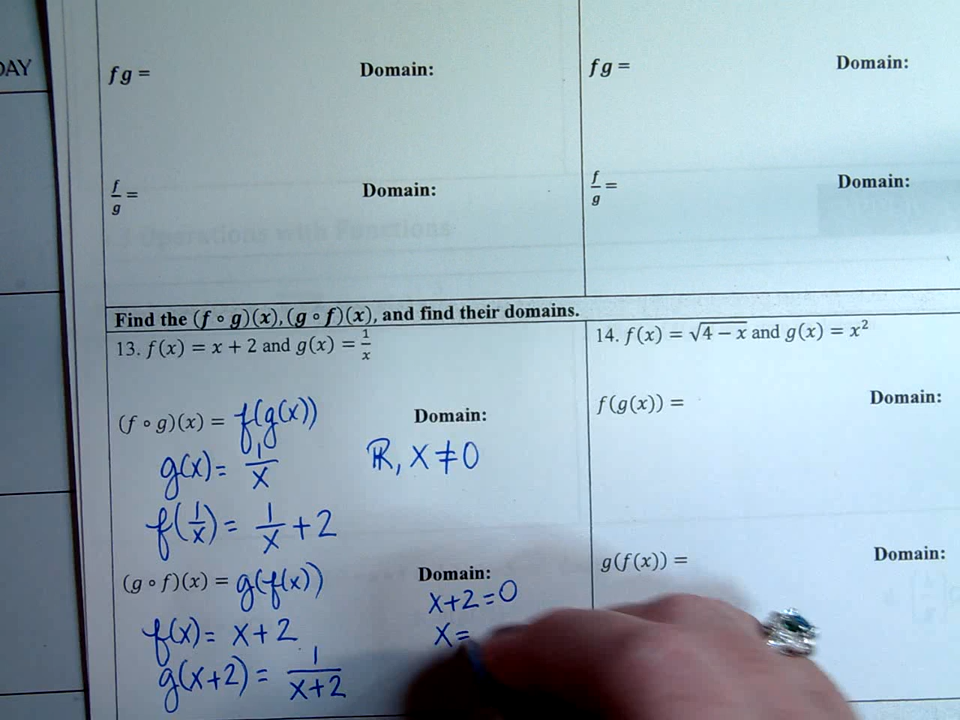 DAY
fg = Domain: fg = Domain:
f/g = Domain: f/g = Domain:
Find the (f ∘ g)(x), (g ∘ f)(x), and find their domains.
13. f(x) = x + 2 and g(x) = 1/x
(f ∘ g)(x) = f(g(x)) Domain:
g(x) = 1/x ℝ, x ≠ 0
f(1/x) = 1/x + 2
(g ∘ f)(x) = g(f(x)) Domain:
f(x) = x + 2 x+2=0
g(x+2) = 1/x+2 x=
14. f(x) = √4 − x and g(x) = x²
f(g(x)) = Domain:
g(f(x)) = Domain: